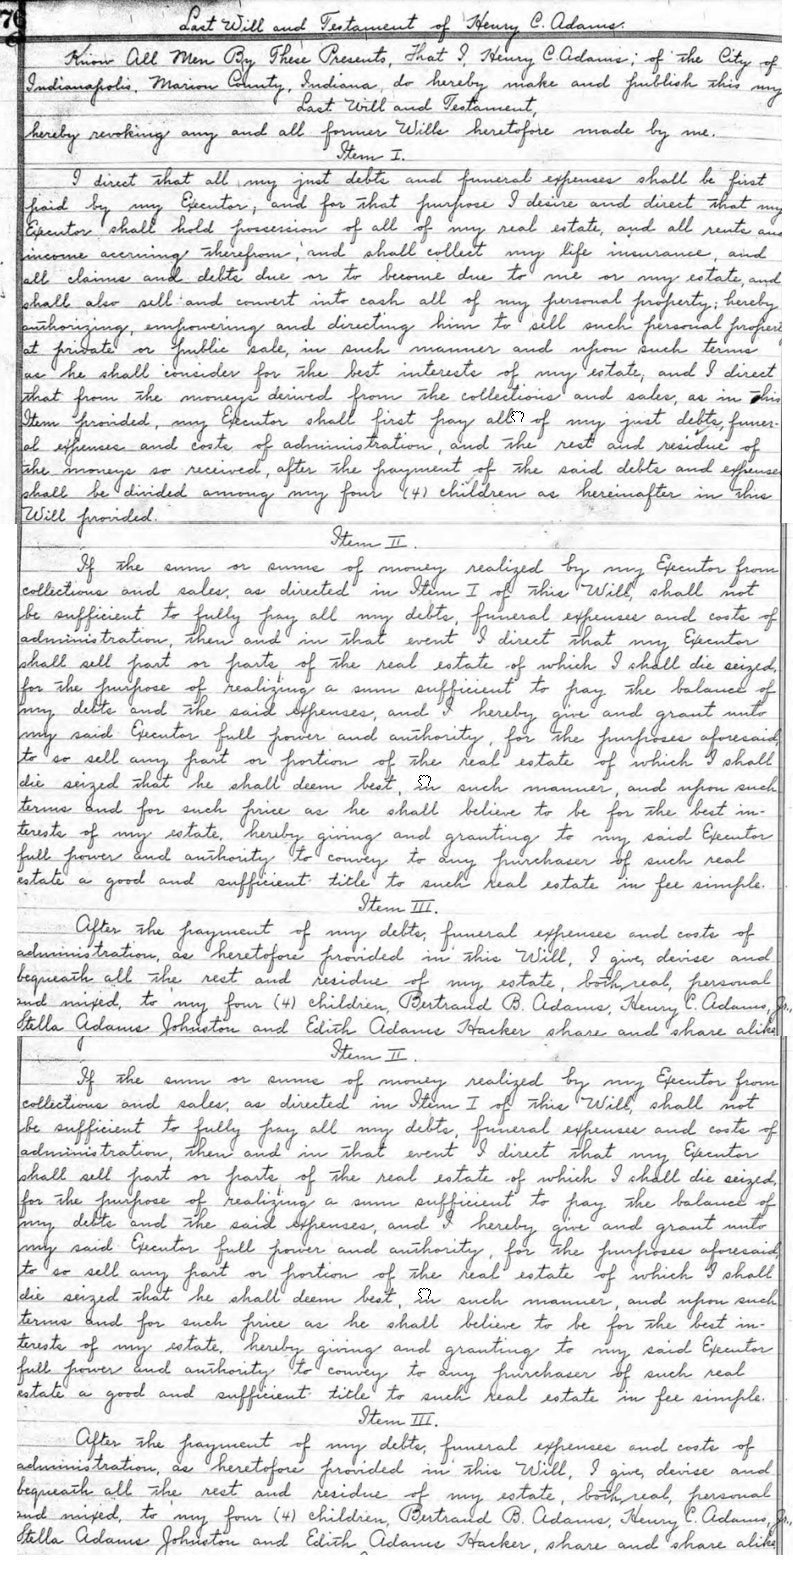 76
Last Will and Testament of Henry C. Adams.
Know All Men By These Presents, That I, Henry C. Adams, of the City of
Indianapolis, Marion County, Indiana, do hereby make and publish this my
Last Will and Testament,
hereby revoking any and all former Wills heretofore made by me.
Item I.
I direct that all my just debts and funeral expenses shall be first
paid by my Executor, and for that purpose I desire and direct that my
Executor shall hold possession of all of my real estate, and all rents and
income accruing therefrom, and shall collect my life insurance, and
all claims and debts due or to become due to me or my estate, and
shall also sell and convert into cash all of my personal property; hereby
authorizing, empowering and directing him to sell such personal propert
at private or public sale, in such manner and upon such terms
as he shall consider for the best interests of my estate, and I direct
that from the moneys derived from the collections and sales, as in this
Item provided, my Executor shall first pay all of my just debts, funer-
al expenses and costs of administration, and the rest and residue of
the moneys so received, after the payment of the said debts and expenses
shall be divided among my four (4) children as hereinafter in this
Will provided.
Item II.
If the sum or sums of money realized by my Executor from
collections and sales, as directed in Item I of this Will, shall not
be sufficient to fully pay all my debts, funeral expenses and costs of
administration, then and in that event I direct that my Executor
shall sell part or parts of the real estate of which I shall die seized,
for the purpose of realizing a sum sufficient to pay the balance of
my debts and the said expenses, and I hereby give and grant unto
my said Executor full power and authority, for the purposes aforesaid,
to so sell any part or portion of the real estate of which I shall
die seized that he shall deem best, in such manner, and upon such
terms and for such price as he shall believe to be for the best in-
terests of my estate, hereby giving and granting to my said Executor
full power and authority to convey to any purchaser of such real
estate a good and sufficient title to such real estate in fee simple.
Item III.
After the payment of my debts, funeral expenses and costs of
administration, as heretofore provided in this Will, I give, devise and
bequeath all the rest and residue of my estate, both real, personal
and mixed, to my four (4) children, Bertrand B. Adams, Henry C. Adams, Jr.,
Stella Adams Johnston and Edith Adams Hacker share and share alike
Item II.
If the sum or sums of money realized by my Executor from
collections and sales, as directed in Item I of this Will, shall not
be sufficient to fully pay all my debts, funeral expenses and costs of
administration, then and in that event I direct that my Executor
shall sell part or parts of the real estate of which I shall die seized,
for the purpose of realizing a sum sufficient to pay the balance of
my debts and the said expenses, and I hereby give and grant unto
my said Executor full power and authority, for the purposes aforesaid,
to so sell any part or portion of the real estate of which I shall
die seized that he shall deem best, in such manner, and upon such
terms and for such price as he shall believe to be for the best in-
terests of my estate, hereby giving and granting to my said Executor
full power and authority to convey to any purchaser of such real
estate a good and sufficient title to such real estate in fee simple.
Item III.
After the payment of my debts, funeral expenses and costs of
administration, as heretofore provided in this Will, I give, devise and
bequeath all the rest and residue of my estate, both real, personal
and mixed, to my four (4) children, Bertrand B. Adams, Henry C. Adams, Jr.,
Stella Adams Johnston and Edith Adams Hacker, share and share alike